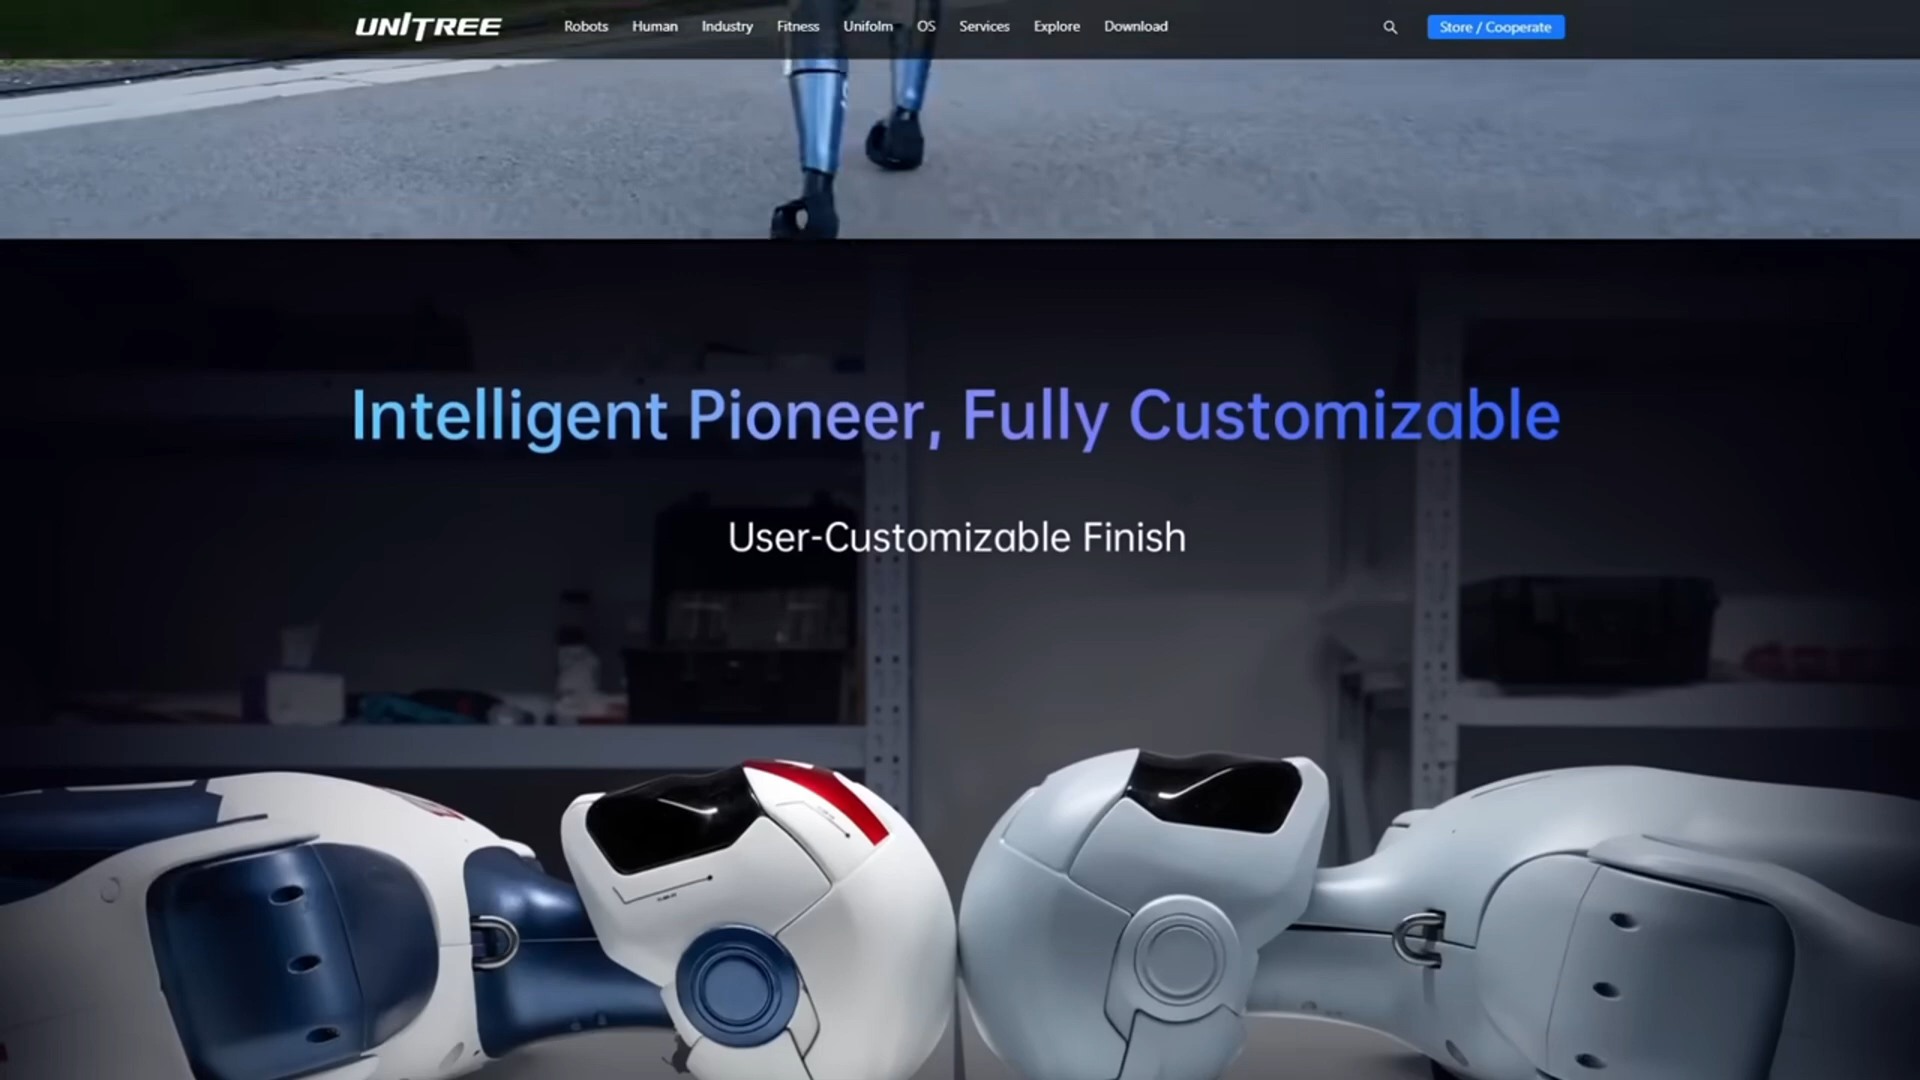 UNITREE
Robots Human Industry Fitness Unifolm OS Services Explore Download
Store / Cooperate
Intelligent Pioneer, Fully Customizable
User-Customizable Finish